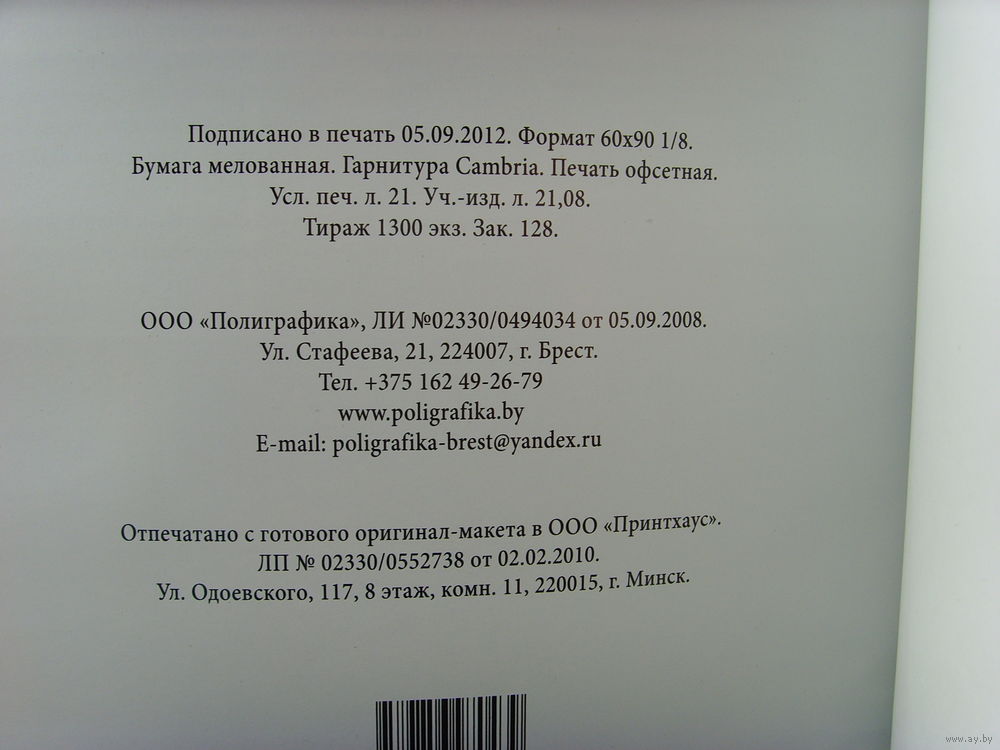 Подписано в печать 05.09.2012. Формат 60х90 1/8.
Бумага мелованная. Гарнитура Cambria. Печать офсетная.
Усл. печ. л. 21. Уч.-изд. л. 21,08.
Тираж 1300 экз. Зак. 128.
ООО «Полиграфика», ЛИ №02330/0494034 от 05.09.2008.
Ул. Стафеева, 21, 224007, г. Брест.
Тел. +375 162 49-26-79
www.poligrafika.by
E-mail: poligrafika-brest@yandex.ru
Отпечатано с готового оригинал-макета в ООО «Принтхаус».
ЛП № 02330/0552738 от 02.02.2010.
Ул. Одоевского, 117, 8 этаж, комн. 11, 220015, г. Минск.
www.ay.by